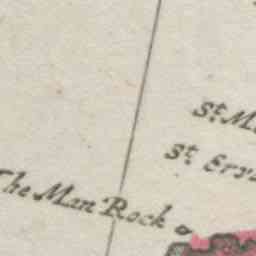 St. M
St. Erv
The Man Rock